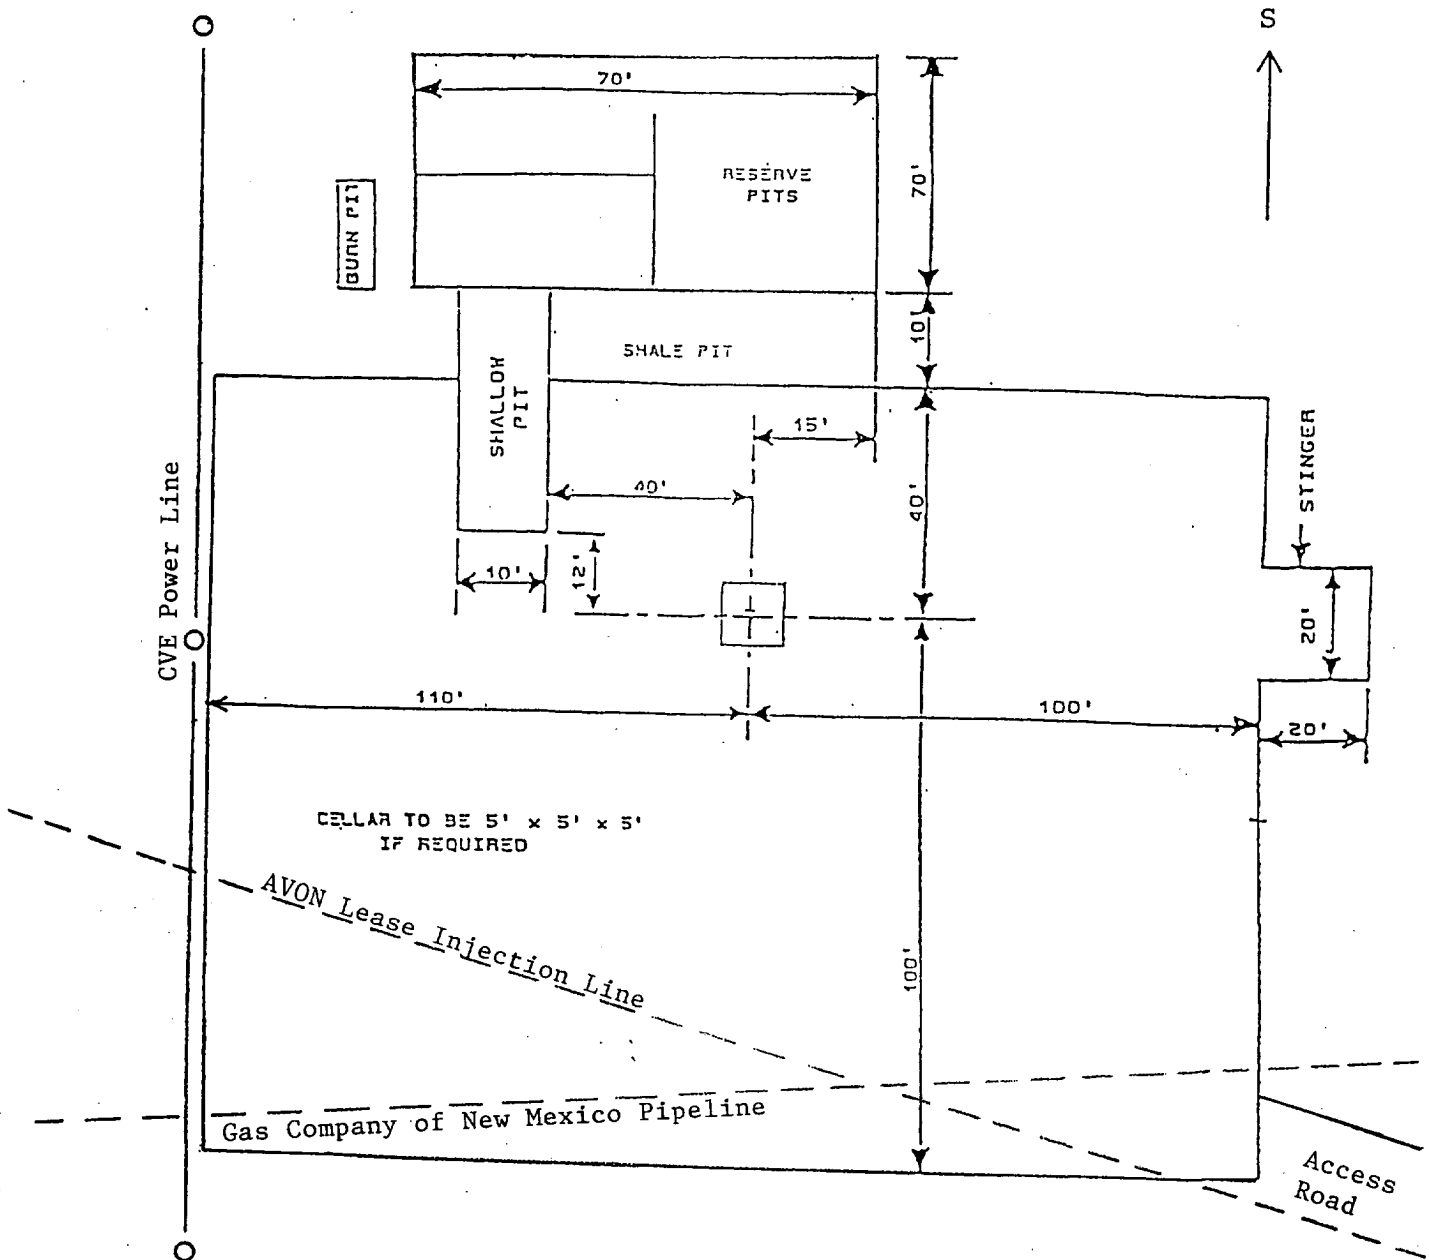 S
70'
RESERVE
PITS
70'
BURN PIT
10'
SHALE PIT
SHALLOW
PIT
15'
40'
40'
STINGER
CVE Power Line
10'
12'
20'
110'
100'
20'
CELLAR TO BE 5' x 5' x 5'
IF REQUIRED
AVON Lease Injection Line
100'
Gas Company of New Mexico Pipeline
Access
Road